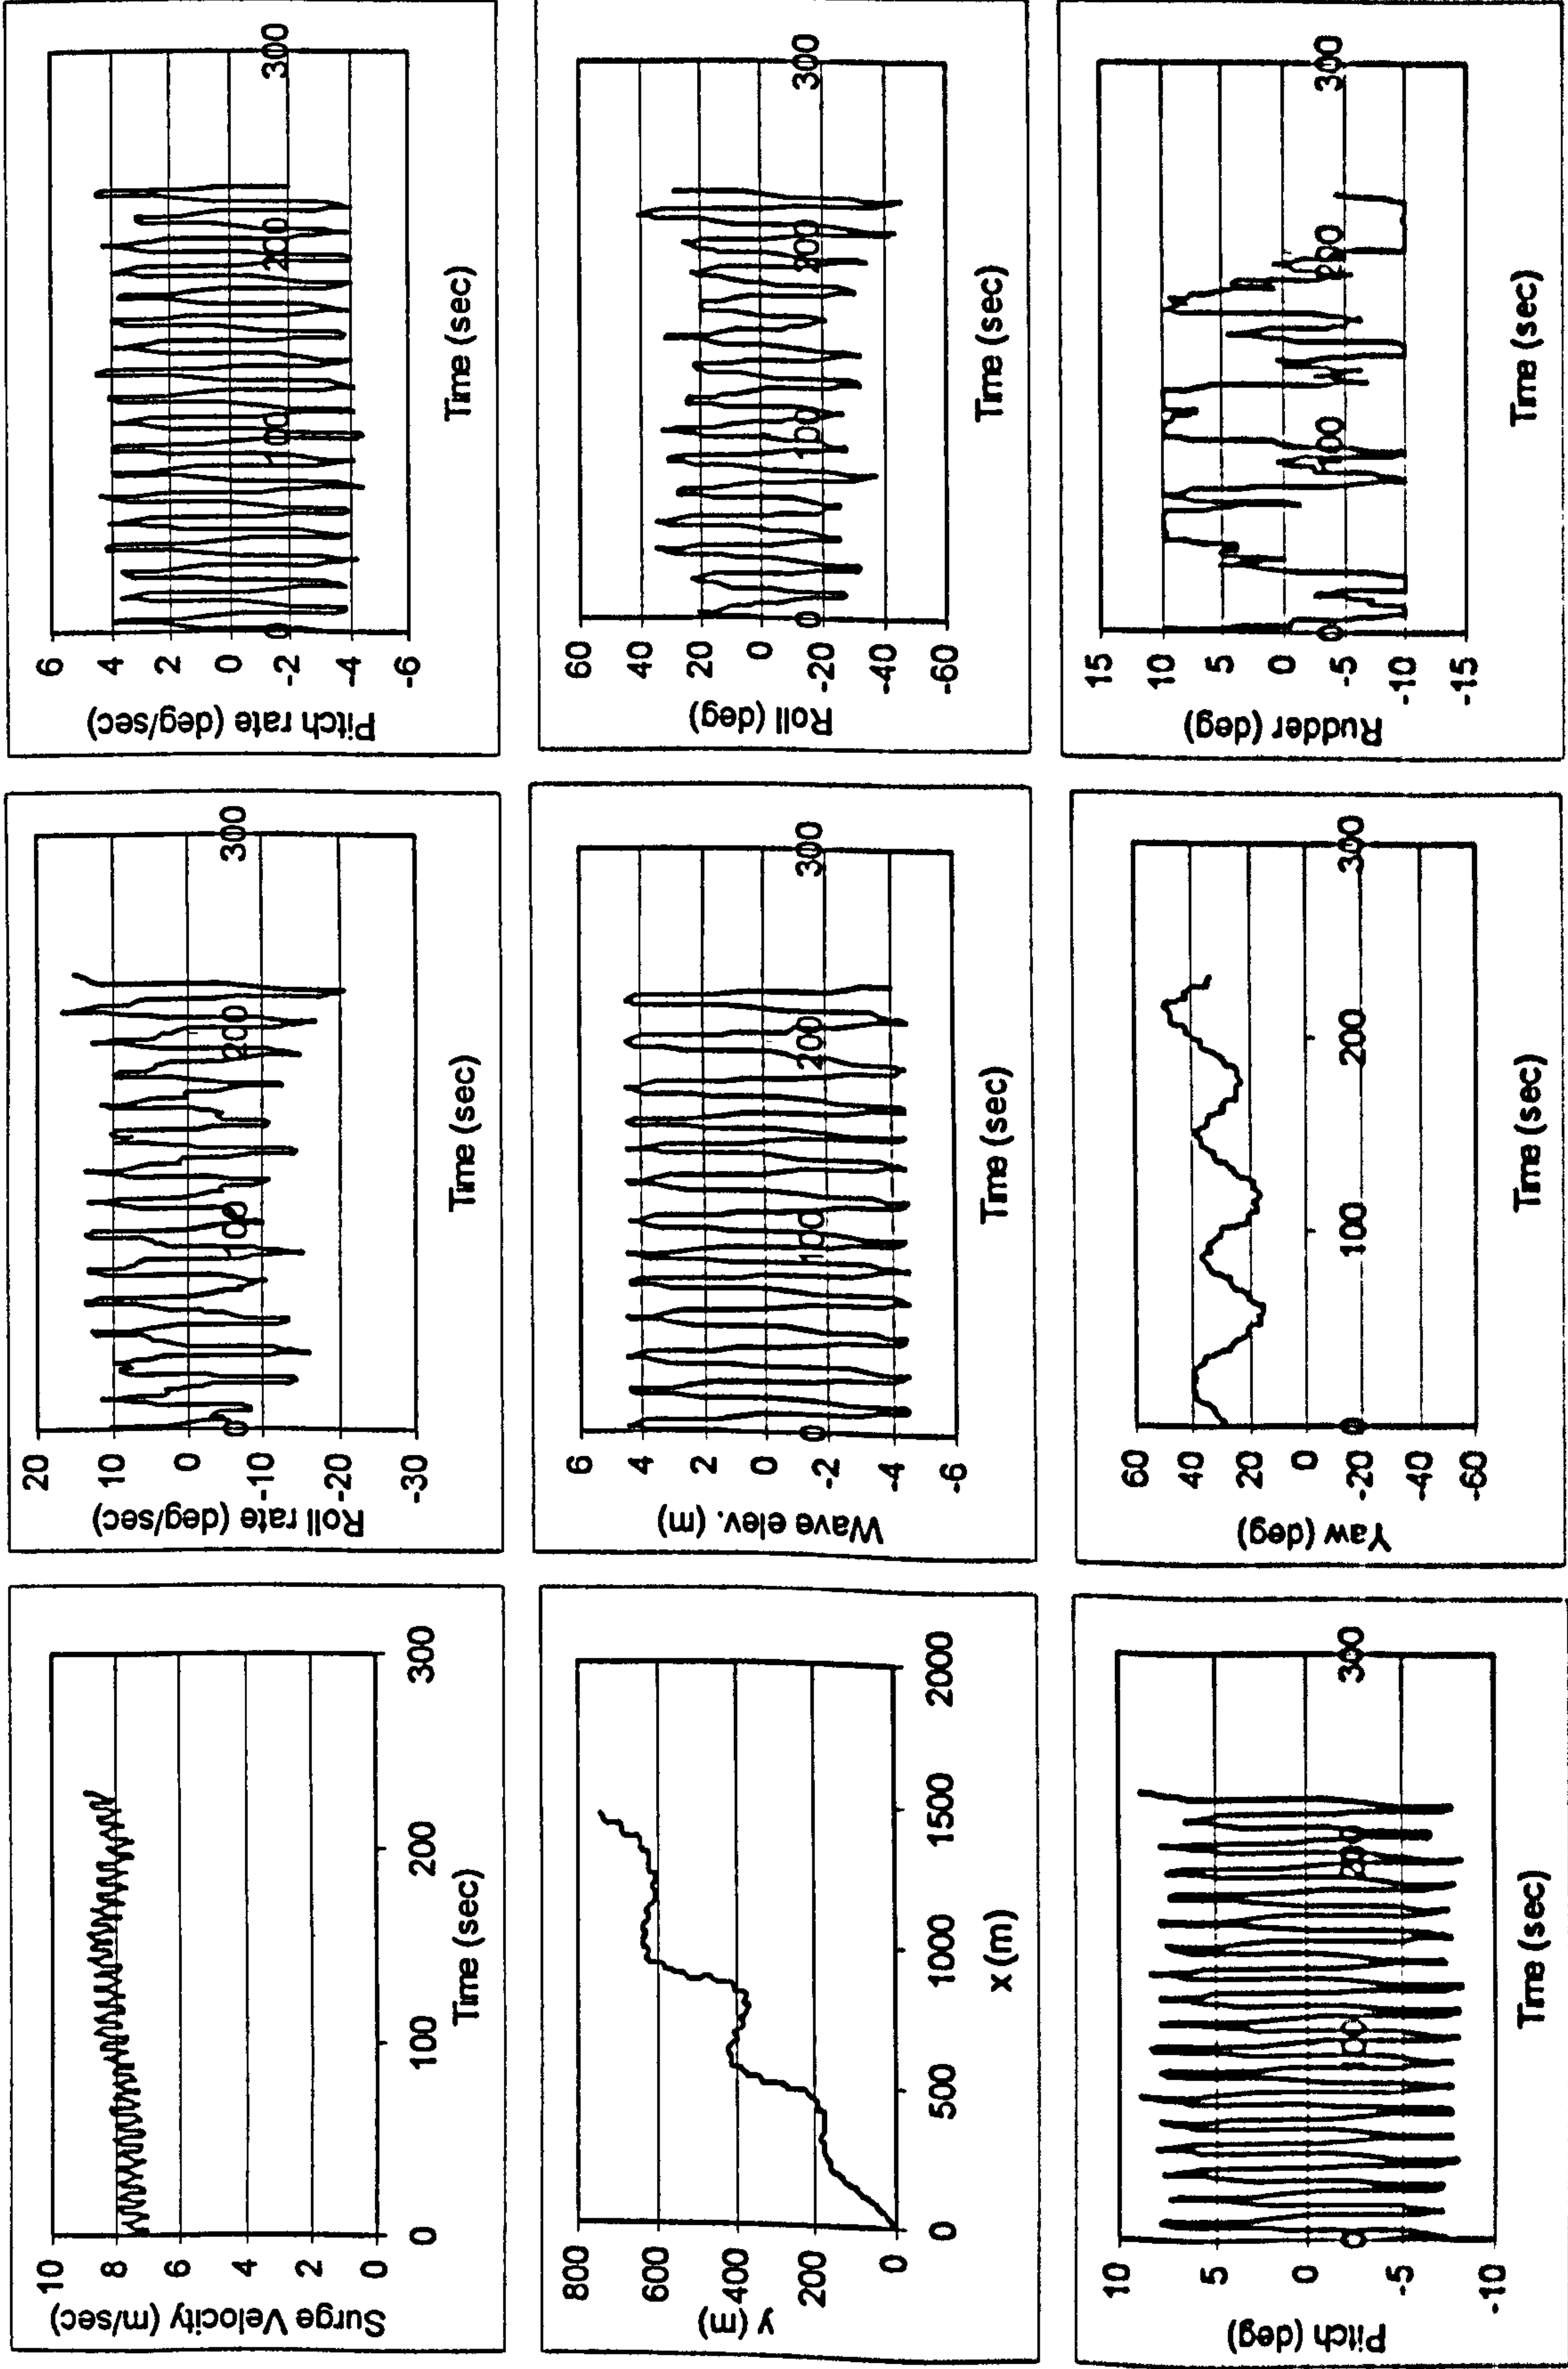 Surge Velocity (m/sec)
10
8
6
4
2
0
0 100 200 300
Time (sec)
Roll rate (deg/sec)
20
10
0
-10
-20
-30
0 100 200 300
Time (sec)
Pitch rate (deg/sec)
6
4
2
0
-2
-4
-6
0 100 200 300
Time (sec)
y (m)
800
600
400
200
0
0 500 1000 1500 2000
x (m)
Wave elev. (m)
6
4
2
0
-2
-4
-6
0 100 200 300
Time (sec)
Roll (deg)
60
40
20
0
-20
-40
-60
0 100 200 300
Time (sec)
Pitch (deg)
10
5
0
-5
-10
0 100 200 300
Time (sec)
Yaw (deg)
60
40
20
0
-20
-40
-60
0 100 200 300
Time (sec)
Rudder (deg)
15
10
5
0
-5
-10
-15
0 100 200 300
Time (sec)